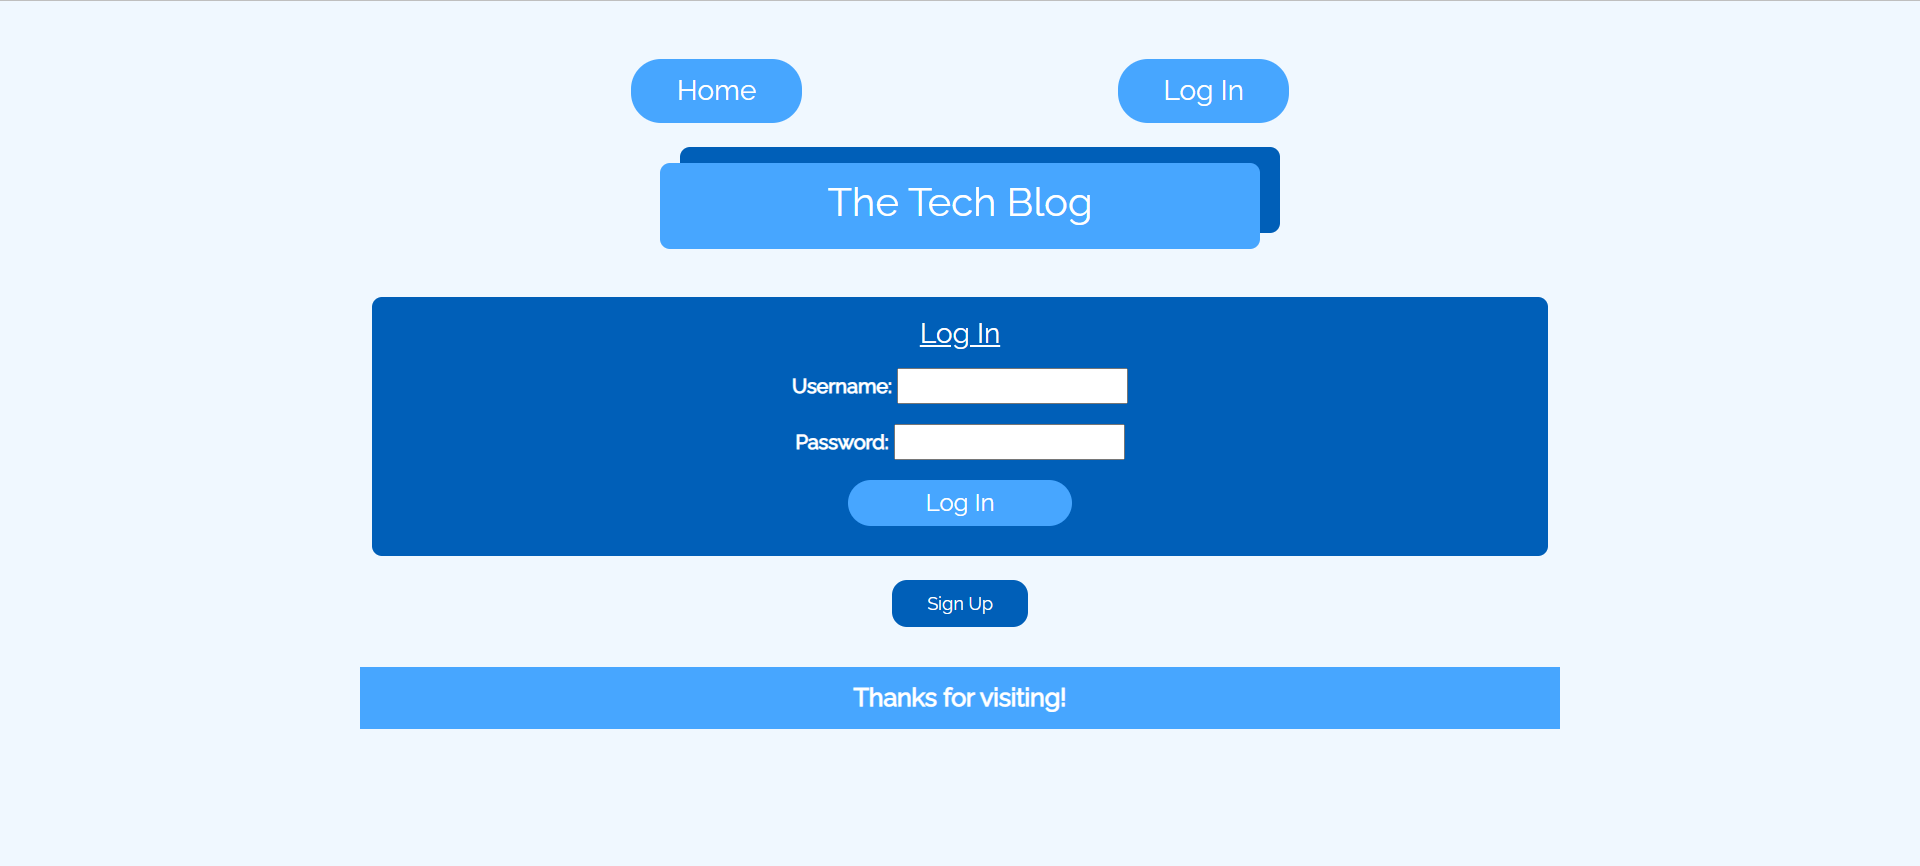 Home Log In
The Tech Blog
Log In
Username:
Password:
Log In
Sign Up
Thanks for visiting!